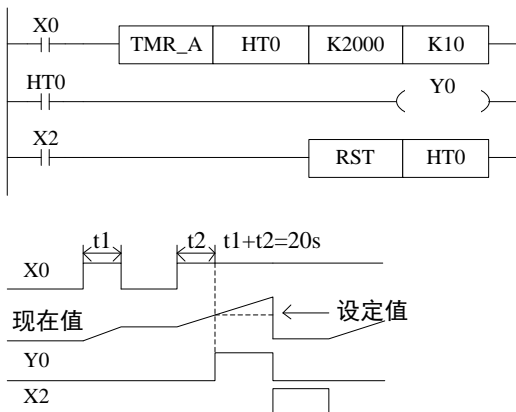 X0
TMR_A HT0 K2000 K10
HT0
Y0
X2
RST HT0
t1 t2 t1+t2=20s
X0
现在值 设定值
Y0
X2